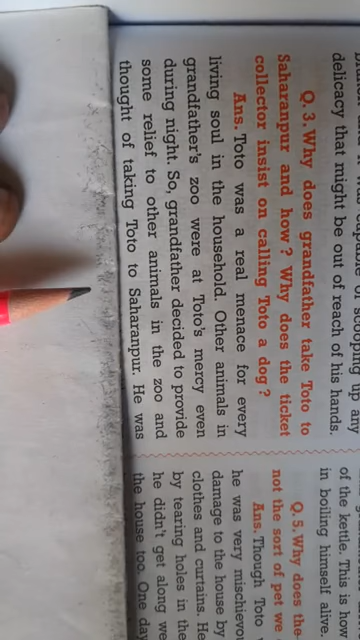 scooping up any
delicacy that might be out of reach of his hands.
Q. 3. Why does grandfather take Toto to
Saharanpur and how ? Why does the ticket
collector insist on calling Toto a dog ?
Ans. Toto was a real menace for every
living soul in the household. Other animals in
grandfather's zoo were at Toto's mercy even
during night. So, grandfather decided to provide
some relief to other animals in the zoo and
thought of taking Toto to Saharanpur. He was
of the kettle. This is how
in boiling himself alive.
Q. 5. Why does the
not the sort of pet we
Ans. Though Toto
he was very mischievou
damage to the house by
clothes and curtains. H
by tearing holes in the
he didn't get along we
the house too. One day